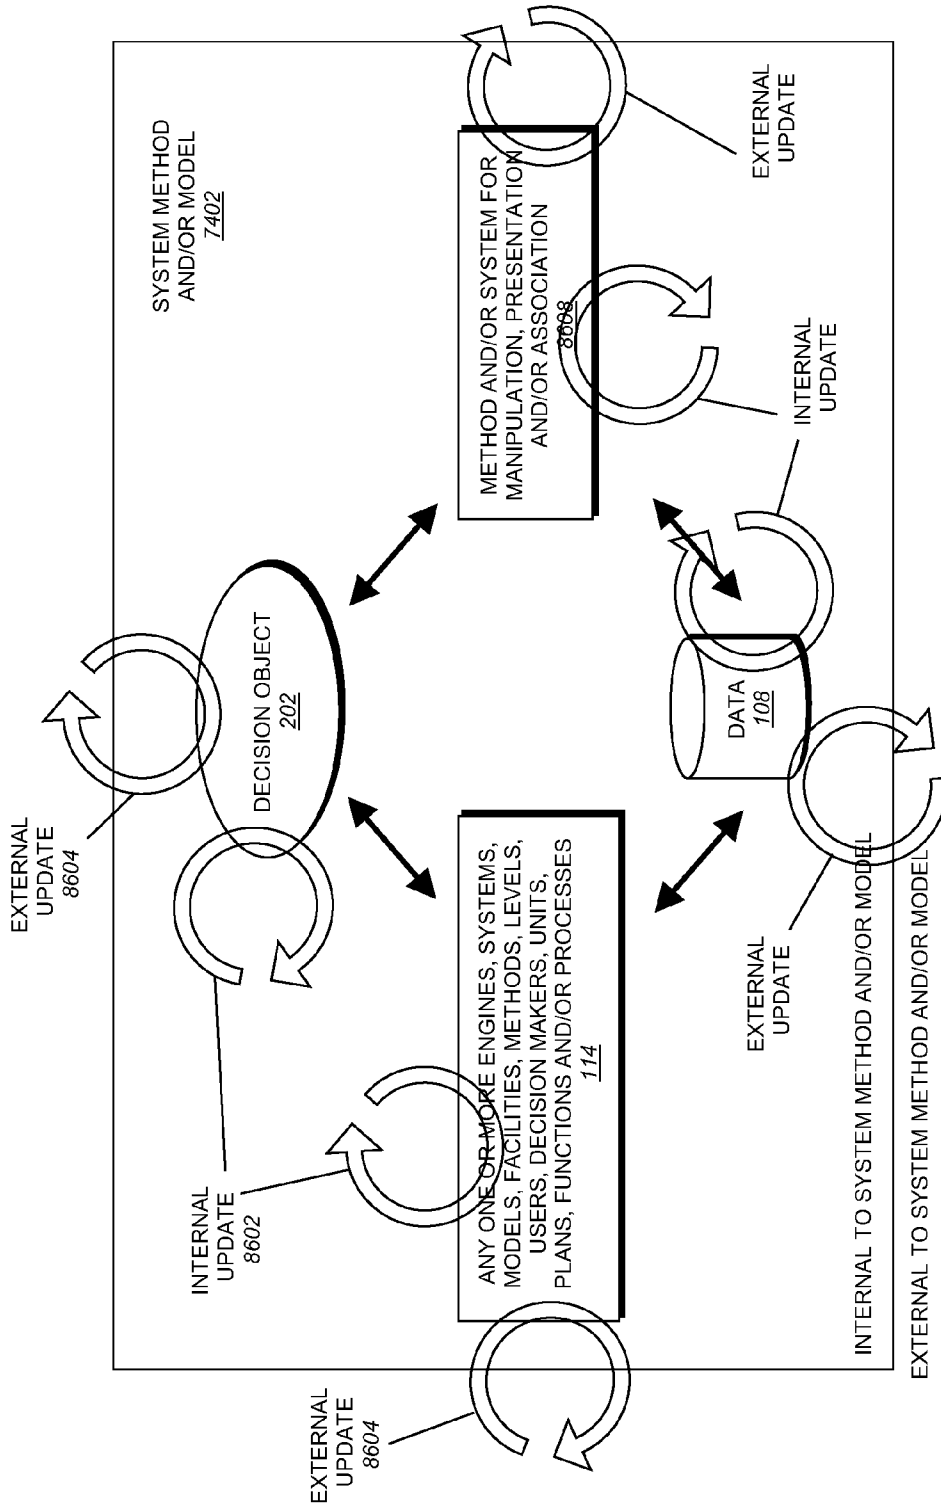 EXTERNAL
UPDATE
8604
SYSTEM METHOD
AND/OR MODEL
7402
INTERNAL
UPDATE
8602
DECISION OBJECT
202
EXTERNAL
UPDATE
8604
ANY ONE OR MORE ENGINES, SYSTEMS,
MODELS, FACILITIES, METHODS, LEVELS,
USERS, DECISION MAKERS, UNITS,
PLANS, FUNCTIONS AND/OR PROCESSES
114
METHOD AND/OR SYSTEM FOR
MANIPULATION, PRESENTATION
AND/OR ASSOCIATION
8608
DATA
108
EXTERNAL
UPDATE
INTERNAL
UPDATE
EXTERNAL
UPDATE
INTERNAL TO SYSTEM METHOD AND/OR MODEL
EXTERNAL TO SYSTEM METHOD AND/OR MODEL